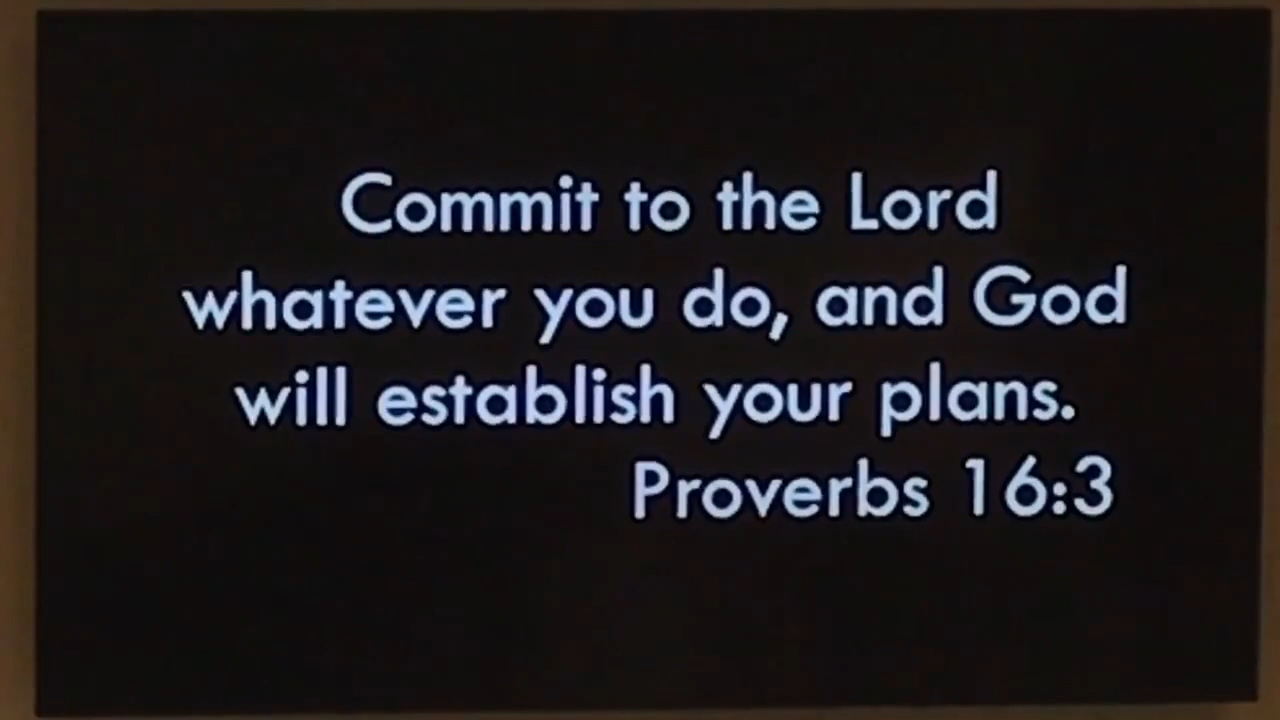 Commit to the Lord
whatever you do, and God
will establish your plans.
Proverbs 16:3